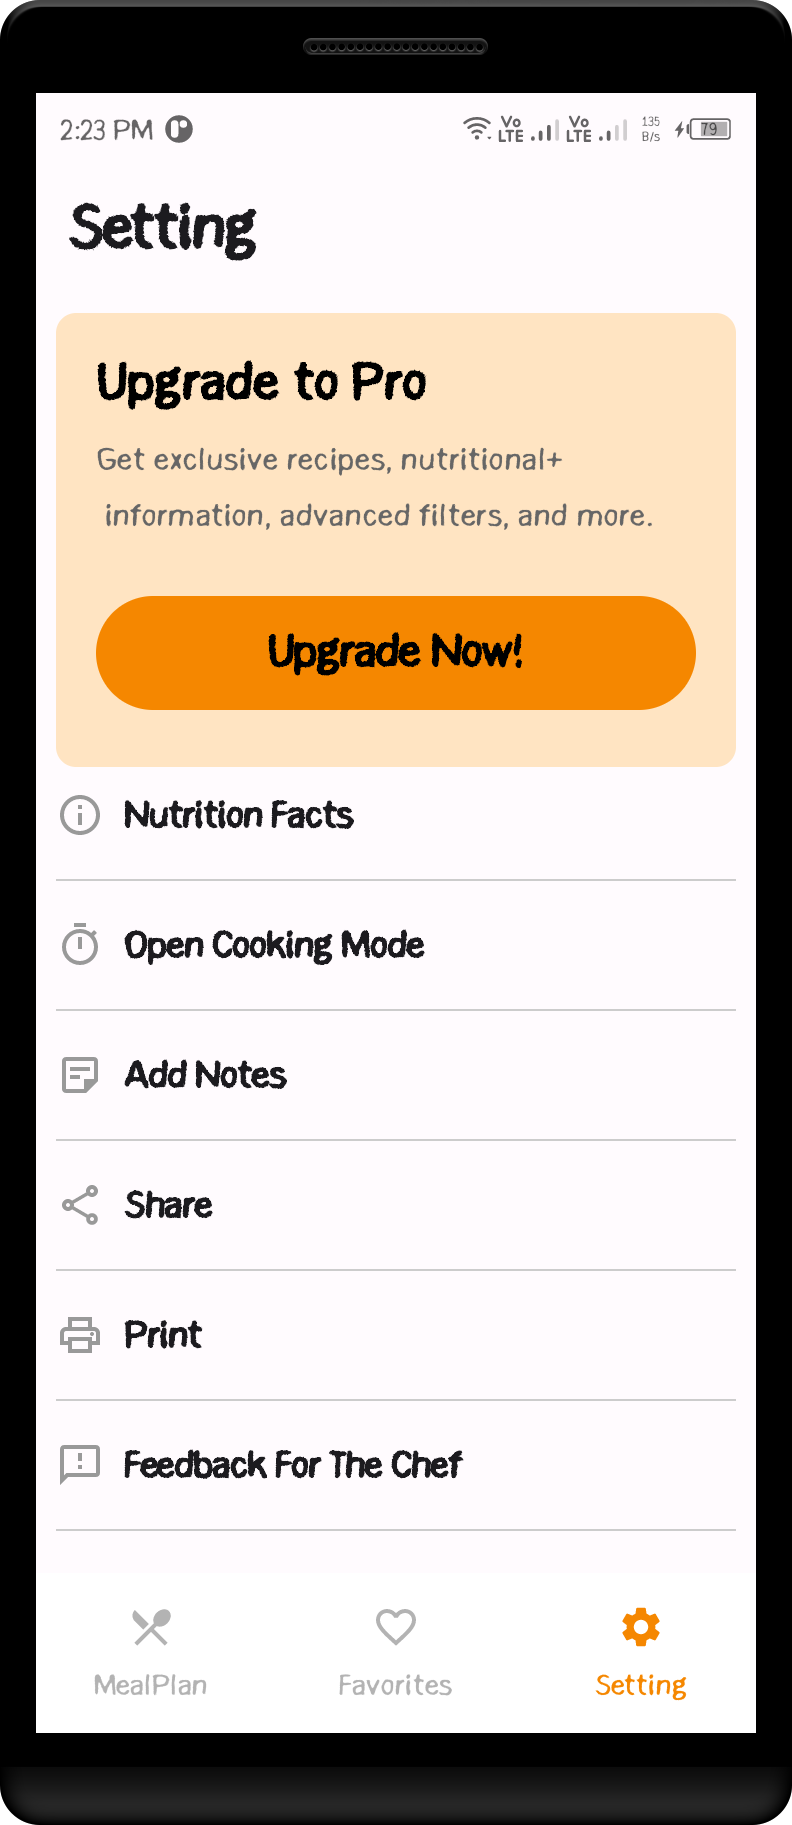 2:23 PM
Vo LTE Vo LTE 135 B/s 79
Setting
Upgrade to Pro
Get exclusive recipes, nutritional+
information, advanced filters, and more.
Upgrade Now!
Nutrition Facts
Open Cooking Mode
Add Notes
Share
Print
Feedback For The Chef
MealPlan Favorites Setting